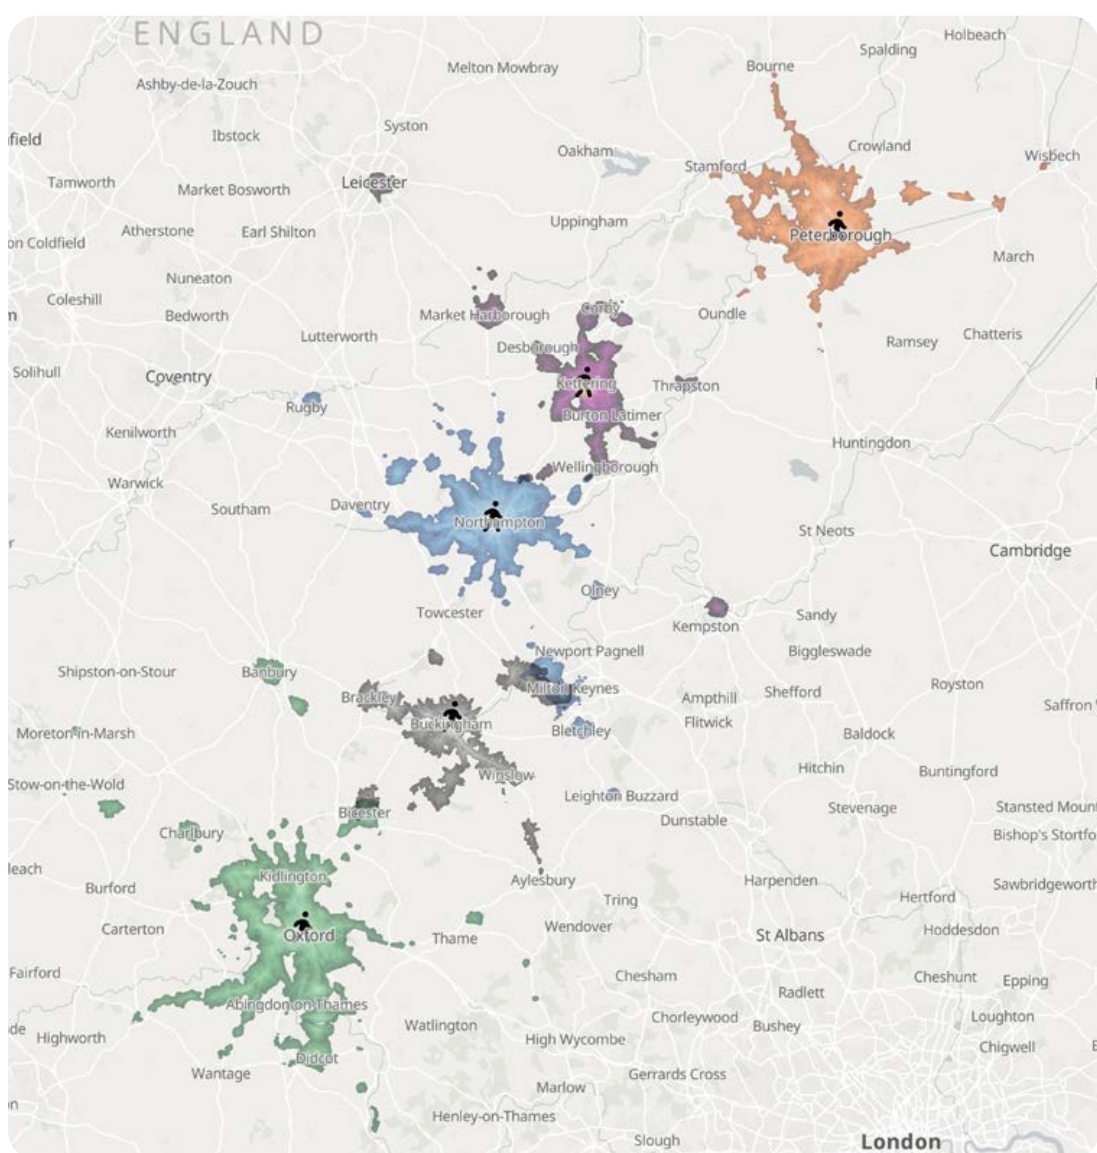 ENGLAND
Holbeach
Spalding
Bourne
Melton Mowbray
Ashby-de-la-Zouch
Syston
Ibstock
field
Crowland
Oakham
Wisbech
Stamford
Leicester
Tamworth
Market Bosworth
Uppingham
Atherstone
Earl Shilton
Peterborough
on Coldfield
March
Nuneaton
Coleshill
Corby
Market Harborough
Oundle
Bedworth
Lutterworth
Chatteris
Ramsey
Desborough
Solihull
Coventry
Kettering
Thrapston
Rugby
Burton Latimer
Kenilworth
Huntingdon
Wellingborough
Warwick
Daventry
Southam
Northampton
St Neots
Cambridge
Olney
Towcester
Sandy
Kempston
Newport Pagnell
Biggleswade
Shipston-on-Stour
Banbury
Royston
Milton Keynes
Shefford
Brackley
Ampthill
Saffron
Buckingham
Flitwick
Bletchley
Moreton-in-Marsh
Baldock
Hitchin
Buntingford
Winslow
Stow-on-the-Wold
Leighton Buzzard
Stevenage
Stansted Mount
Bicester
Dunstable
Charlbury
Bishop's Stortfo
leach
Kidlington
Aylesbury
Harpenden
Sawbridgeworth
Burford
Hertford
Tring
Wendover
Carterton
Hoddesdon
Oxford
St Albans
Thame
Fairford
Chesham
Cheshunt
Epping
Radlett
Abingdon-on-Thames
Chorleywood
Loughton
Watlington
Bushey
de
Highworth
High Wycombe
Chigwell
Didcot
Wantage
Gerrards Cross
Marlow
on
Henley-on-Thames
Slough
London